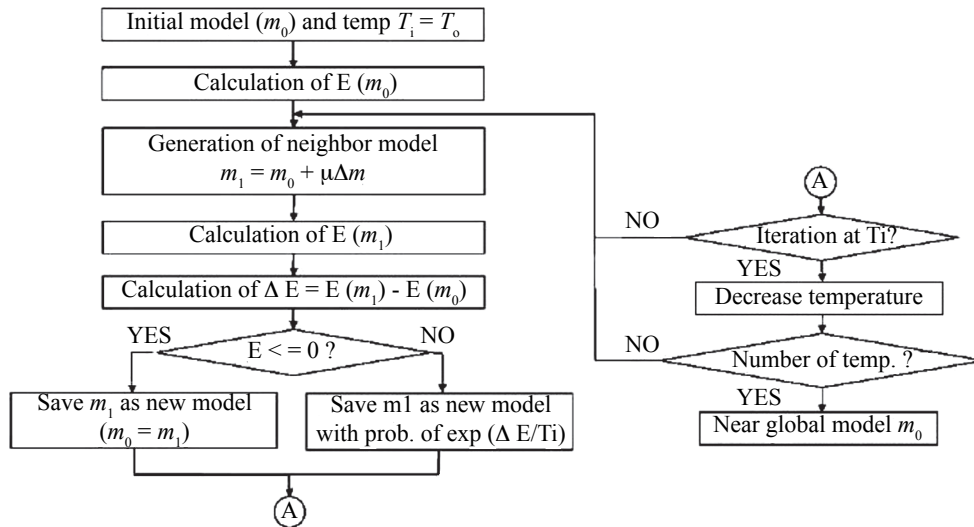 Initial model (m₀) and temp Tᵢ = Tₒ
Calculation of E (m₀)
Generation of neighbor model
m₁ = m₀ + μΔm
Calculation of E (m₁)
Calculation of Δ E = E (m₁) - E (m₀)
YES
NO
E < = 0 ?
Save m₁ as new model
(m₀ = m₁)
Save m1 as new model
with prob. of exp (Δ E/Ti)
A
A
NO
Iteration at Ti?
YES
Decrease temperature
NO
Number of temp. ?
YES
Near global model m₀